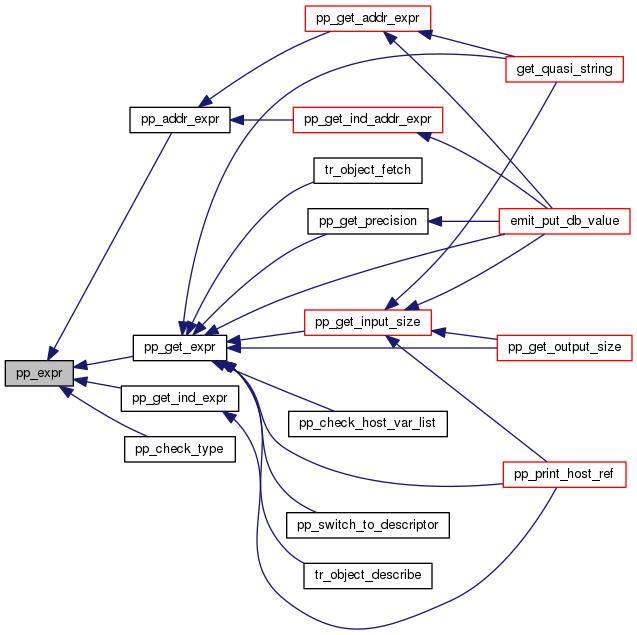 pp_get_addr_expr
get_quasi_string
pp_addr_expr
pp_get_ind_addr_expr
tr_object_fetch
pp_get_precision
emit_put_db_value
pp_get_input_size
pp_get_expr
pp_get_output_size
pp_expr
pp_get_ind_expr
pp_check_host_var_list
pp_check_type
pp_print_host_ref
pp_switch_to_descriptor
tr_object_describe